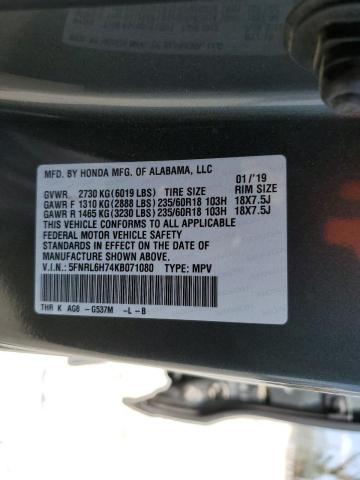 MFD. BY HONDA MFG. OF ALABAMA, LLC
01/'19
GVWR 2730 KG(6019 LBS) TIRE SIZE RIM SIZE
GAWR F 1310 KG(2888 LBS) 235/60R18 103H 18X7.5J
GAWR R 1465 KG(3230 LBS) 235/60R18 103H 18X7.5J
THIS VEHICLE CONFORMS TO ALL APPLICABLE
FEDERAL MOTOR VEHICLE SAFETY
STANDARDS IN EFFECT ON THE DATE OF
MANUFACTURE SHOWN ABOVE.
V.I.N.: 5FNRL6H74KB071080 TYPE: MPV
THR K AG8 -G537M -L-B